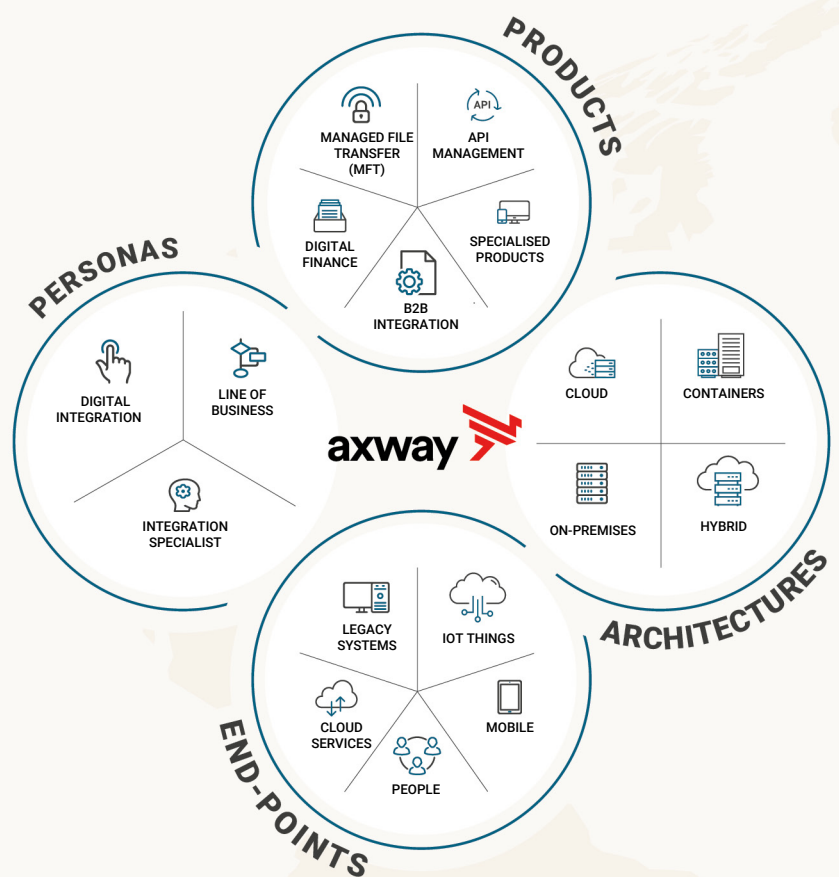 PRODUCTS
MANAGED FILE
TRANSFER
(MFT)
API
API
MANAGEMENT
DIGITAL
FINANCE
SPECIALISED
PRODUCTS
B2B
INTEGRATION
PERSONAS
DIGITAL
INTEGRATION
LINE OF
BUSINESS
INTEGRATION
SPECIALIST
axway
CLOUD
CONTAINERS
ON-PREMISES
HYBRID
ARCHITECTURES
LEGACY
SYSTEMS
IOT THINGS
CLOUD
SERVICES
MOBILE
PEOPLE
END-POINTS